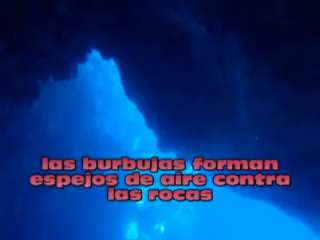 las burbujas forman
espejos de aire contra
las rocas